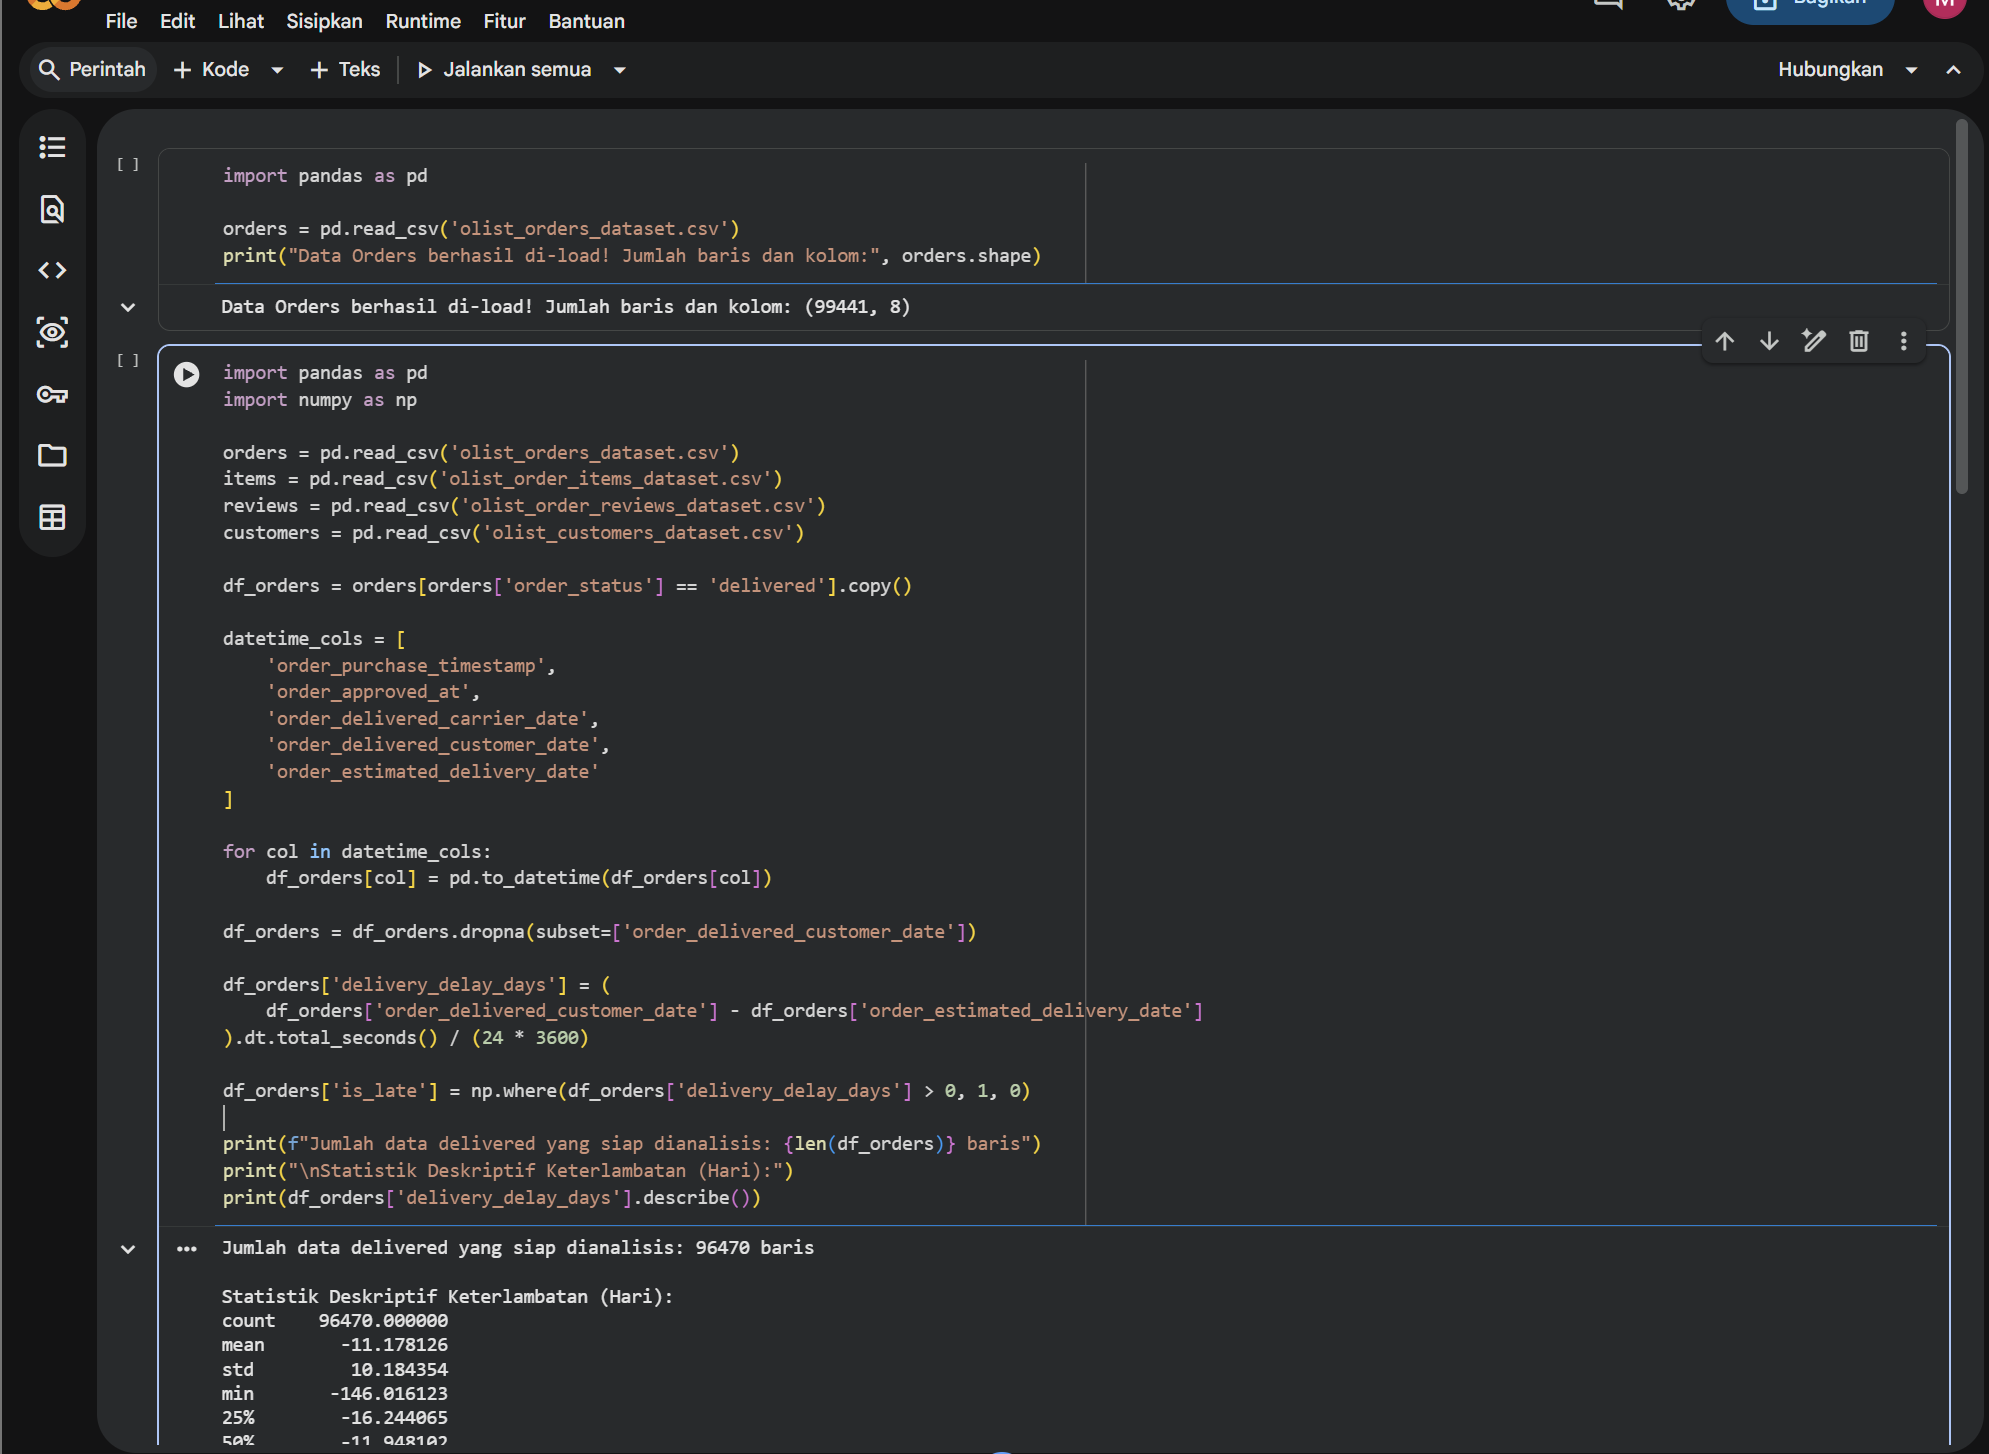 File Edit Lihat Sisipkan Runtime Fitur Bantuan
Bagikan
M
Perintah + Kode + Teks Jalankan semua Hubungkan
[ ]
import pandas as pd
orders = pd.read_csv('olist_orders_dataset.csv')
print("Data Orders berhasil di-load! Jumlah baris dan kolom:", orders.shape)
Data Orders berhasil di-load! Jumlah baris dan kolom: (99441, 8)
[ ]
import pandas as pd
import numpy as np
orders = pd.read_csv('olist_orders_dataset.csv')
items = pd.read_csv('olist_order_items_dataset.csv')
reviews = pd.read_csv('olist_order_reviews_dataset.csv')
customers = pd.read_csv('olist_customers_dataset.csv')
df_orders = orders[orders['order_status'] == 'delivered'].copy()
datetime_cols = [
    'order_purchase_timestamp',
    'order_approved_at',
    'order_delivered_carrier_date',
    'order_delivered_customer_date',
    'order_estimated_delivery_date'
]
for col in datetime_cols:
    df_orders[col] = pd.to_datetime(df_orders[col])
df_orders = df_orders.dropna(subset=['order_delivered_customer_date'])
df_orders['delivery_delay_days'] = (
    df_orders['order_delivered_customer_date'] - df_orders['order_estimated_delivery_date']
).dt.total_seconds() / (24 * 3600)
df_orders['is_late'] = np.where(df_orders['delivery_delay_days'] > 0, 1, 0)
print(f"Jumlah data delivered yang siap dianalisis: {len(df_orders)} baris")
print("\nStatistik Deskriptif Keterlambatan (Hari):")
print(df_orders['delivery_delay_days'].describe())
Jumlah data delivered yang siap dianalisis: 96470 baris
Statistik Deskriptif Keterlambatan (Hari):
count    96470.000000
mean       -11.178126
std         10.184354
min       -146.016123
25%        -16.244065
50%        -11.948102